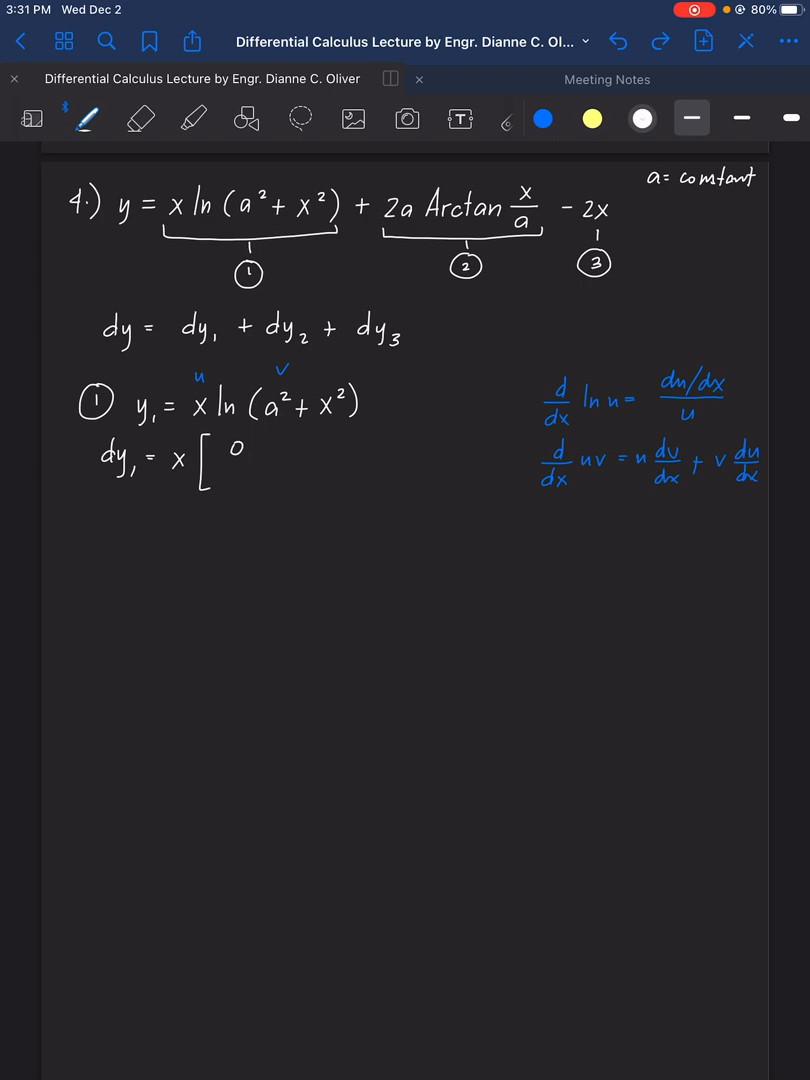 3:31 PM Wed Dec 2
80%
Differential Calculus Lecture by Engr. Dianne C. Ol...
Differential Calculus Lecture by Engr. Dianne C. Oliver
Meeting Notes
T
a = constant
4.) y = x ln (a² + x²) + 2a Arctan x/a - 2x
1 2 3
dy = dy₁ + dy₂ + dy₃
u v
① y₁ = x ln (a² + x²)
d/dx ln u = du/dx / u
dy₁ = x [ 0
d/dx uv = u dv/dx + v du/dx